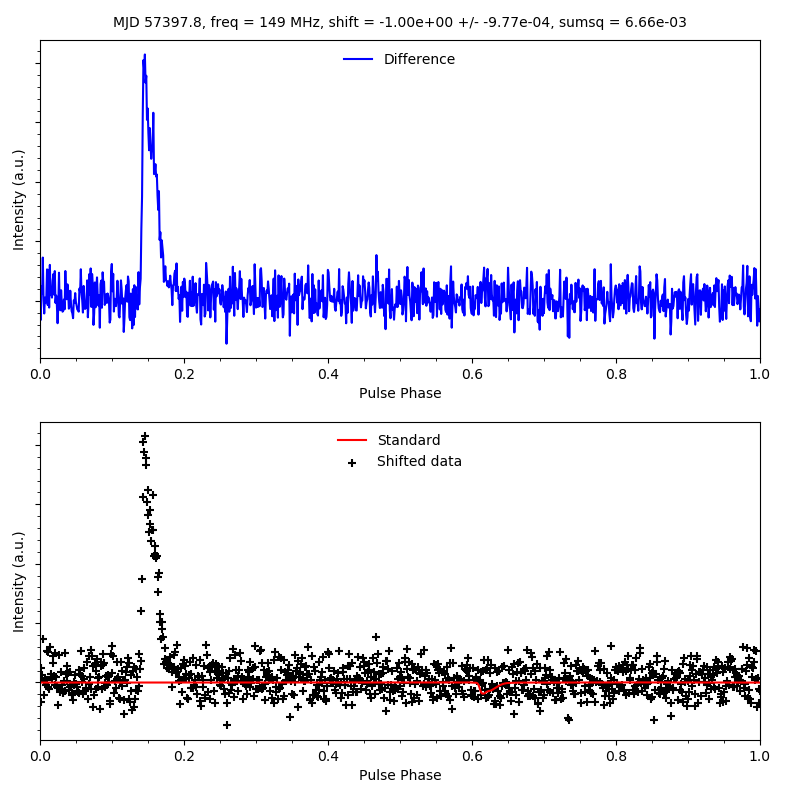 MJD 57397.8, freq = 149 MHz, shift = -1.00e+00 +/- -9.77e-04, sumsq = 6.66e-03
Difference
Intensity (a.u.)
0.0 0.2 0.4 0.6 0.8 1.0
Pulse Phase
Standard
Shifted data
Intensity (a.u.)
0.0 0.2 0.4 0.6 0.8 1.0
Pulse Phase